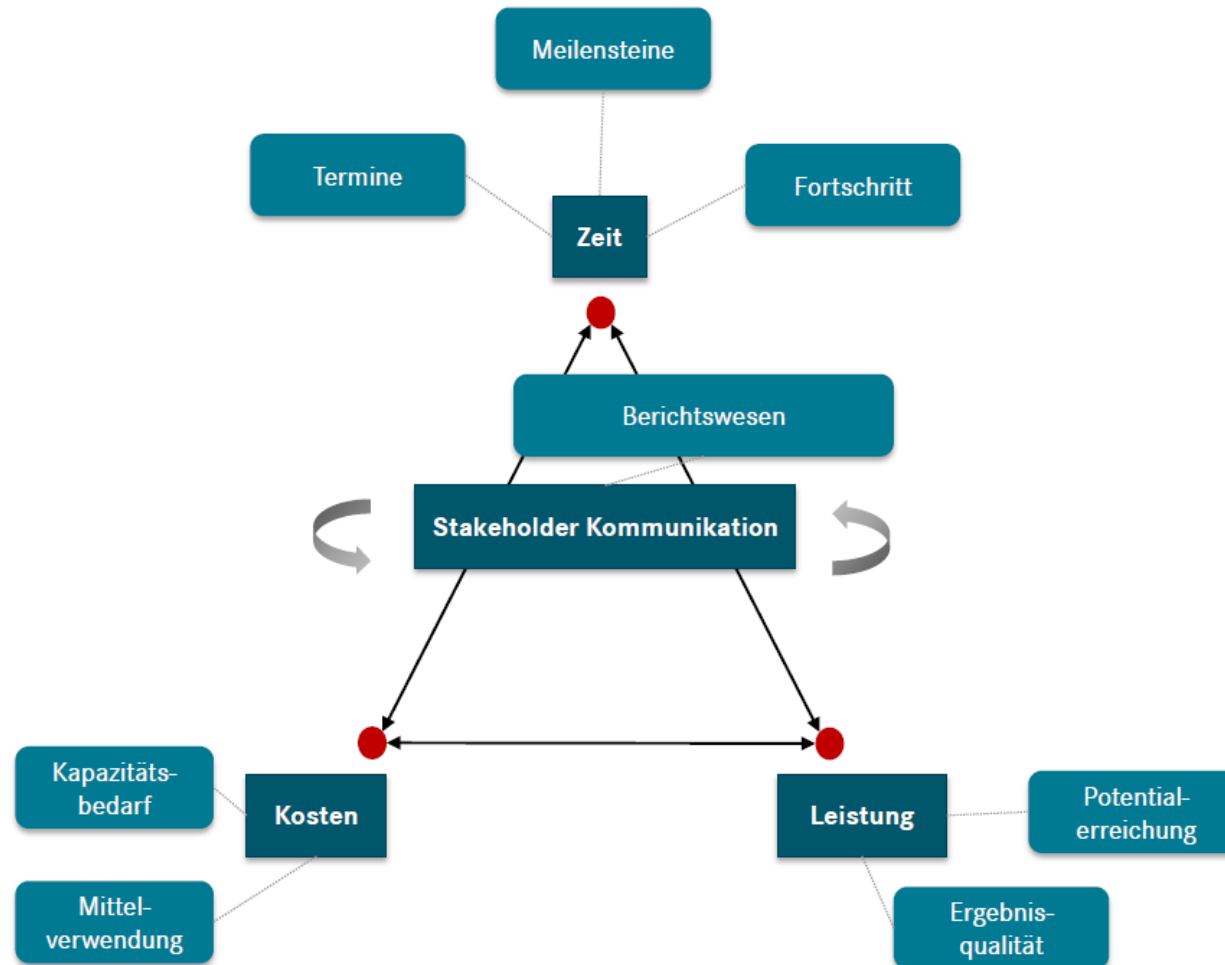 Meilensteine
Termine
Fortschritt
Zeit
Berichtswesen
Stakeholder Kommunikation
Kapazitäts-
bedarf
Kosten
Leistung
Potential-
erreichung
Mittel-
verwendung
Ergebnis-
qualität